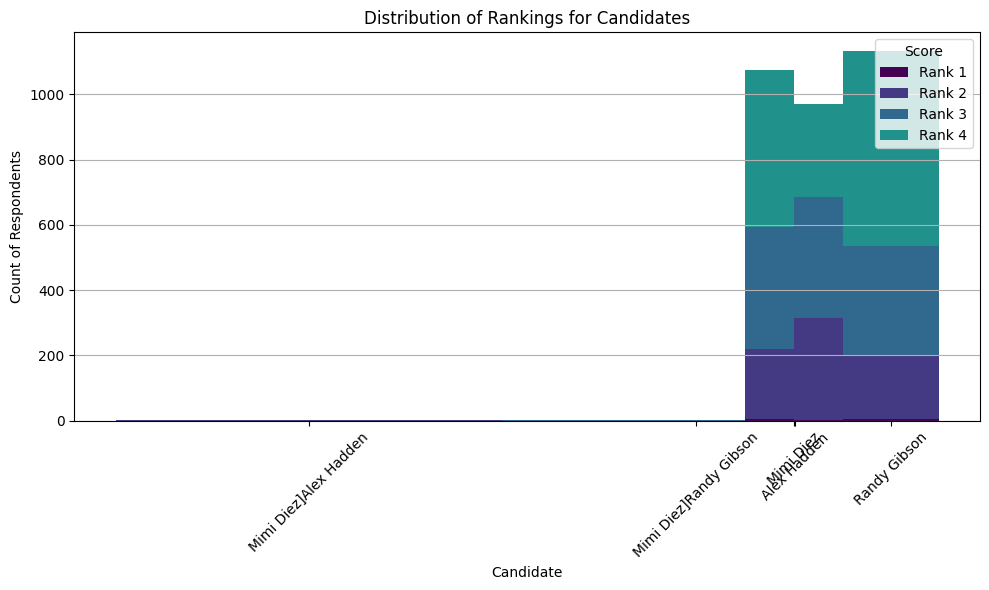 Distribution of Rankings for Candidates
Score
Rank 1
Rank 2
Rank 3
Rank 4
Count of Respondents
1000
800
600
400
200
0
Mimi Diez]Alex Hadden
Mimi Diez]Randy Gibson
Mimi Diez
Alex Hadden
Randy Gibson
Candidate